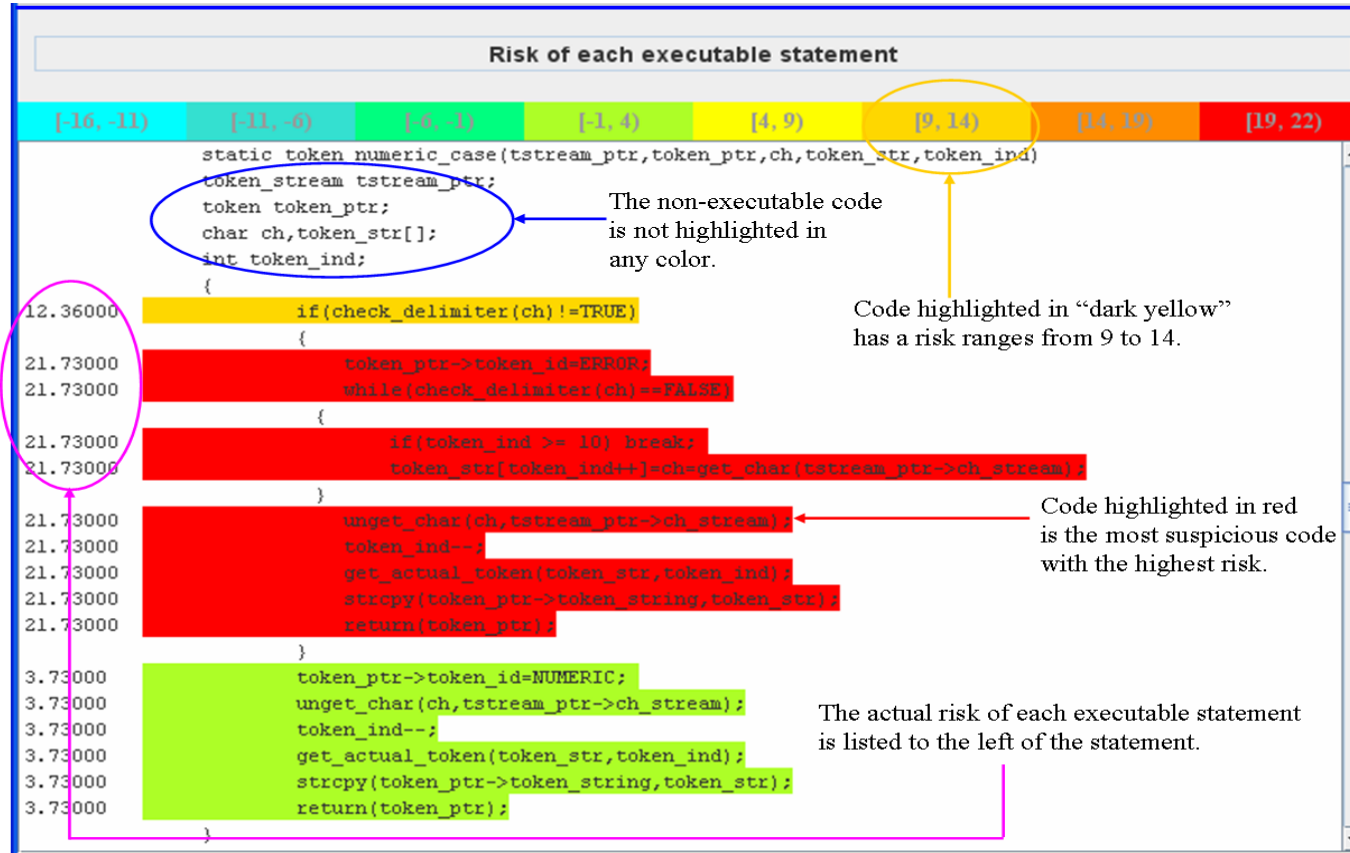 Risk of each executable statement
[-16, -11) [-11, -6) [-6, -1) [-1, 4) [4, 9) [9, 14) [14, 19) [19, 22)
static token numeric_case(tstream_ptr,token_ptr,ch,token_str,token_ind)
token_stream tstream_ptr;
token token_ptr;
char ch,token_str[];
int token_ind;
{
The non-executable code
is not highlighted in
any color.
Code highlighted in “dark yellow”
has a risk ranges from 9 to 14.
12.36000 if(check_delimiter(ch)!=TRUE)
{
21.73000 token_ptr->token_id=ERROR;
21.73000 while(check_delimiter(ch)==FALSE)
{
21.73000 if(token_ind >= 10) break;
21.73000 token_str[token_ind++]=ch=get_char(tstream_ptr->ch_stream);
}
21.73000 unget_char(ch,tstream_ptr->ch_stream);
21.73000 token_ind--;
21.73000 get_actual_token(token_str,token_ind);
21.73000 strcpy(token_ptr->token_string,token_str);
21.73000 return(token_ptr);
}
Code highlighted in red
is the most suspicious code
with the highest risk.
3.73000 token_ptr->token_id=NUMERIC;
3.73000 unget_char(ch,tstream_ptr->ch_stream);
3.73000 token_ind--;
3.73000 get_actual_token(token_str,token_ind);
3.73000 strcpy(token_ptr->token_string,token_str);
3.73000 return(token_ptr);
}
The actual risk of each executable statement
is listed to the left of the statement.